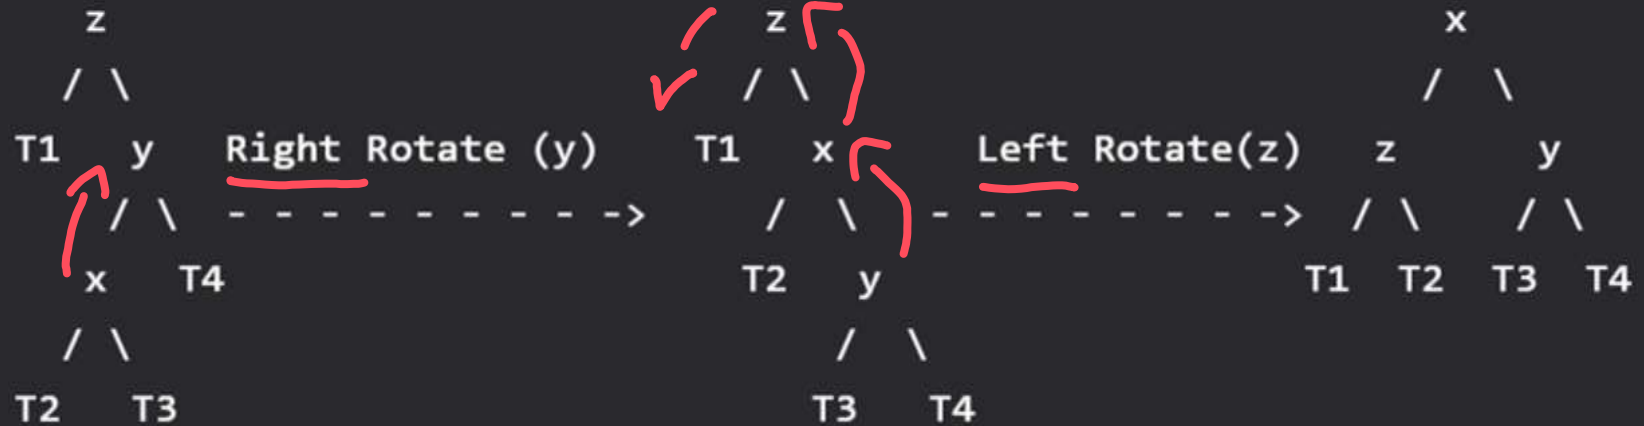 z z x
/ \ / \ / \
T1 y Right Rotate (y) T1 x Left Rotate(z) z y
/ \ - - - - - - - - -> / \ - - - - - - - -> / \ / \
x T4 T2 y T1 T2 T3 T4
/ \ / \
T2 T3 T3 T4